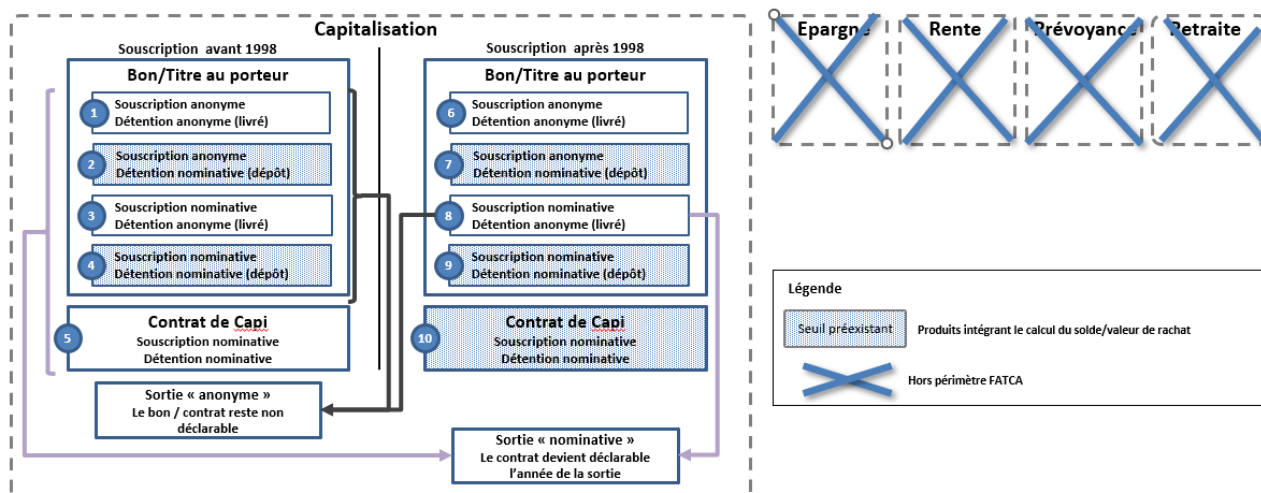 Capitalisation
Souscription avant 1998
Bon/Titre au porteur
1
Souscription anonyme
Détention anonyme (livré)
2
Souscription anonyme
Détention nominative (dépôt)
3
Souscription nominative
Détention anonyme (livré)
4
Souscription nominative
Détention nominative (dépôt)
5
Contrat de Capi
Souscription nominative
Détention nominative
Sortie « anonyme »
Le bon / contrat reste non
déclarable
Souscription après 1998
Bon/Titre au porteur
6
Souscription anonyme
Détention anonyme (livré)
7
Souscription anonyme
Détention nominative (dépôt)
8
Souscription nominative
Détention anonyme (livré)
9
Souscription nominative
Détention nominative (dépôt)
10
Contrat de Capi
Souscription nominative
Détention nominative
Sortie « nominative »
Le contrat devient déclarable
l'année de la sortie
Epargne
Rente
Prévoyance
Retraite
Légende
Seuil préexistant
Produits intégrant le calcul du solde/valeur de rachat
Hors périmètre FATCA